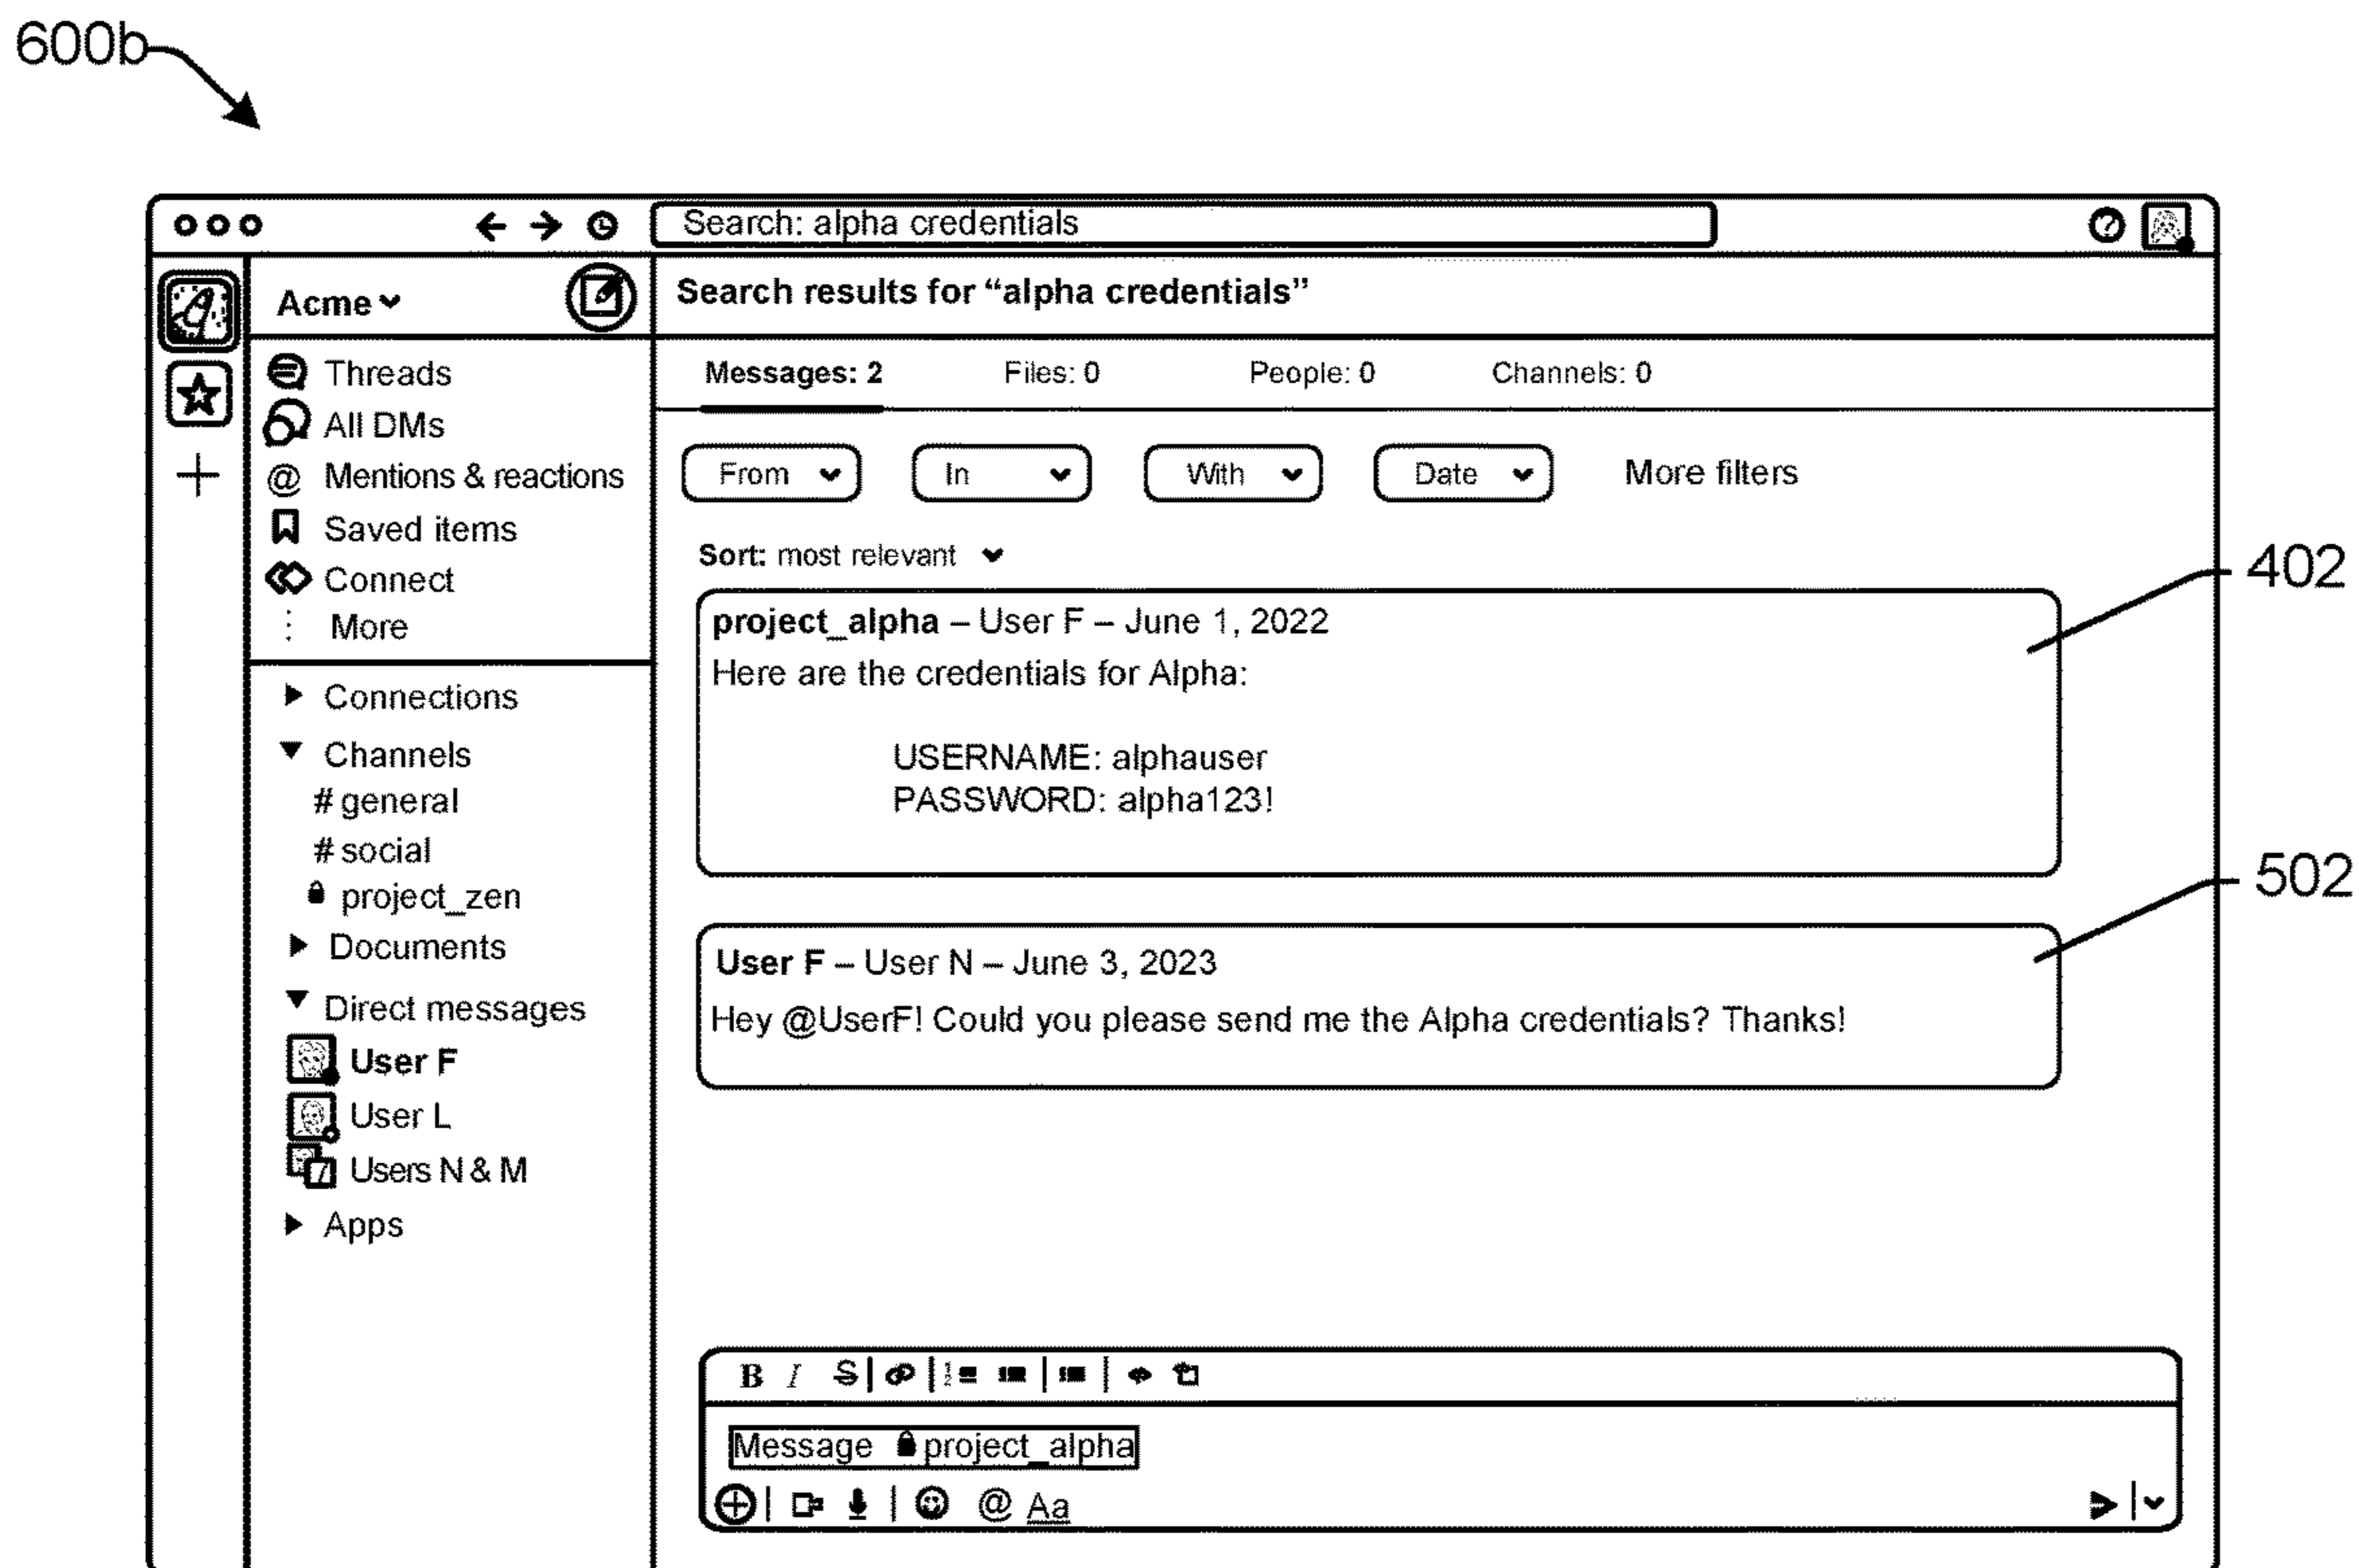 600b
Search: alpha credentials
Acme
Search results for “alpha credentials”
Threads
All DMs
@ Mentions & reactions
Saved items
Connect
More
Connections
Channels
# general
# social
project_zen
Documents
Direct messages
User F
User L
Users N & M
Apps
Messages: 2 Files: 0 People: 0 Channels: 0
From In With Date More filters
Sort: most relevant
402
project_alpha – User F – June 1, 2022
Here are the credentials for Alpha:
USERNAME: alphauser
PASSWORD: alpha123!
502
User F – User N – June 3, 2023
Hey @UserF! Could you please send me the Alpha credentials? Thanks!
B I S
Message project_alpha
@ Aa